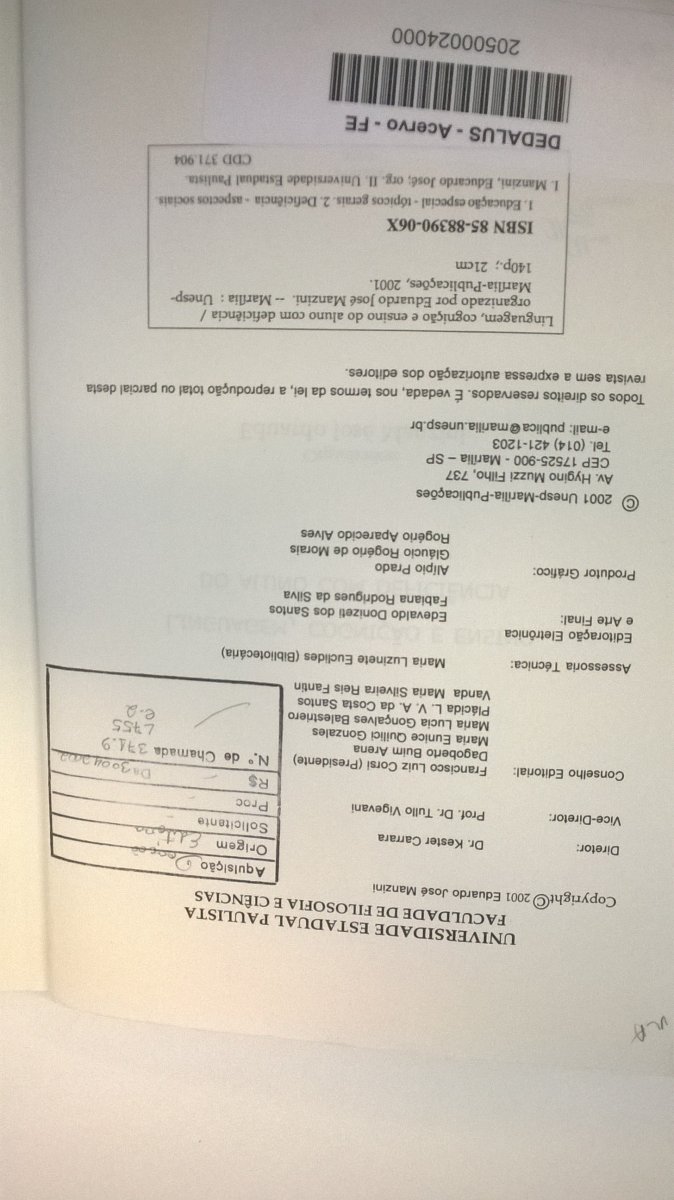 UNIVERSIDADE ESTADUAL PAULISTA
FACULDADE DE FILOSOFIA E CIÊNCIAS
Copyright © 2001 Eduardo José Manzini
Diretor: Dr. Kester Carrara
Vice-Diretor: Prof. Dr. Tullo Vigevani
Conselho Editorial: Francisco Luiz Corsi (Presidente)
Dagoberto Buim Arena
Maria Eunice Quilici Gonzales
Maria Lucia Gonçalves Balestriero
Plácida L. V. A. da Costa Santos
Vanda Maria Silveira Reis Fantin
Assessoria Técnica: Maria Luzinete Euclides (Bibliotecária)
Editoração Eletrônica
e Arte Final: Edevaldo Donizeti dos Santos
Fabiana Rodrigues da Silva
Produtor Gráfico: Alípio Prado
Gláucio Rogério de Morais
Rogério Aparecido Alves
Aquisição Doação
Origem Editora
Solicitante
Proc
R$
N.º de Chamada 371.9
L755
e.2
© 2001 Unesp-Marília-Publicações
Av. Hygino Muzzi Filho, 737
CEP 17525-900 - Marília – SP
Tel. (014) 421-1203
e-mail: publica@marilia.unesp.br
Todos os direitos reservados. É vedada, nos termos da lei, a reprodução total ou parcial desta
revista sem a expressa autorização dos editores.
Linguagem, cognição e ensino do aluno com deficiência /
organizado por Eduardo José Manzini. -- Marília : Unesp-
Marília-Publicações, 2001.
140p.; 21cm
ISBN 85-88390-06X
1. Educação especial - tópicos gerais. 2. Deficiência - aspectos sociais.
I. Manzini, Educardo José; org. II. Universidade Estadual Paulista.
CDD 371.904
DEDALUS - Acervo - FE
20500024000